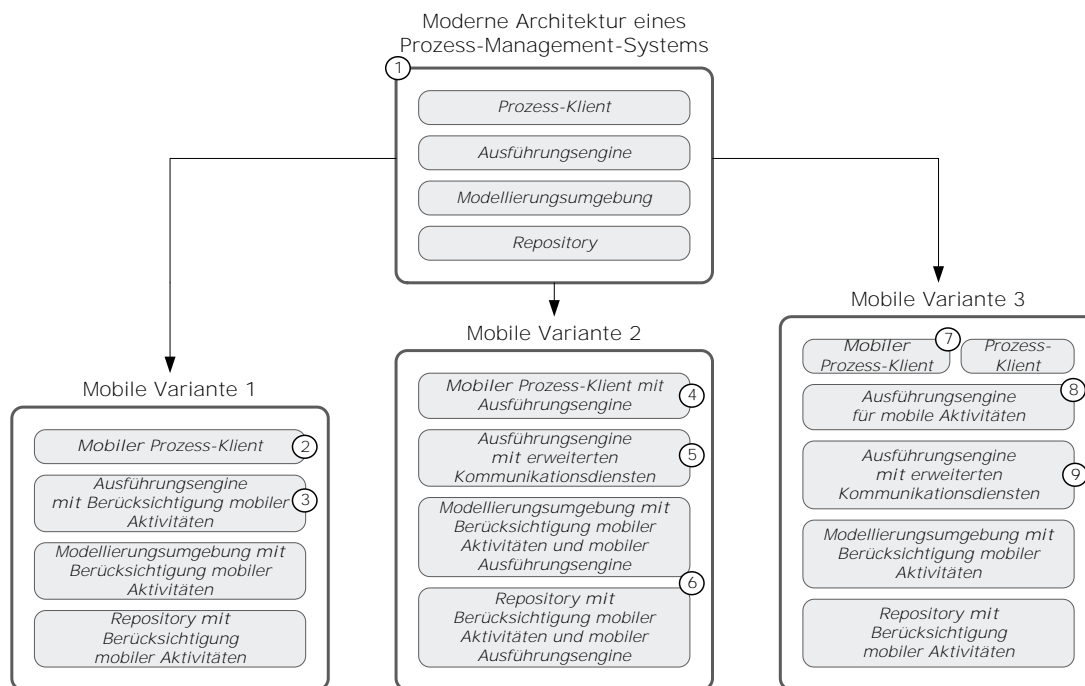 Moderne Architektur eines
Prozess-Management-Systems
1
Prozess-Klient
Ausführungsengine
Modellierungsumgebung
Repository
Mobile Variante 1
Mobiler Prozess-Klient
2
Ausführungsengine
mit Berücksichtigung mobiler
Aktivitäten
3
Modellierungsumgebung mit
Berücksichtigung mobiler
Aktivitäten
Repository mit
Berücksichtigung
mobiler Aktivitäten
Mobile Variante 2
Mobiler Prozess-Klient mit
Ausführungsengine
4
Ausführungsengine
mit erweiterten
Kommunikationsdiensten
5
Modellierungsumgebung mit
Berücksichtigung mobiler
Aktivitäten und mobiler
Ausführungsengine
6
Repository mit
Berücksichtigung mobiler
Aktivitäten und mobiler
Ausführungsengine
Mobile Variante 3
Mobiler
Prozess-Klient
7
Prozess-
Klient
Ausführungsengine
für mobile Aktivitäten
8
Ausführungsengine
mit erweiterten
Kommunikationsdiensten
9
Modellierungsumgebung mit
Berücksichtigung mobiler
Aktivitäten
Repository mit
Berücksichtigung
mobiler Aktivitäten